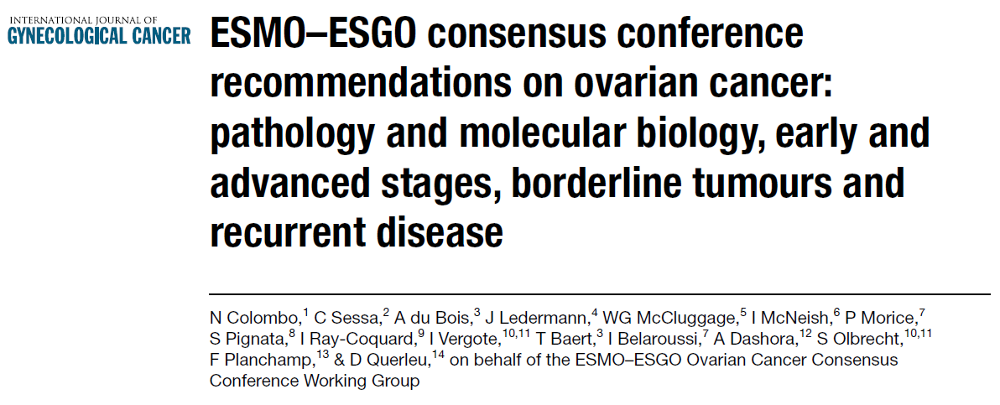 INTERNATIONAL JOURNAL OF
GYNECOLOGICAL CANCER
ESMO–ESGO consensus conference
recommendations on ovarian cancer:
pathology and molecular biology, early and
advanced stages, borderline tumours and
recurrent disease
N Colombo,1 C Sessa,2 A du Bois,3 J Ledermann,4 WG McCluggage,5 I McNeish,6 P Morice,7
S Pignata,8 I Ray-Coquard,9 I Vergote,10,11 T Baert,3 I Belaroussi,7 A Dashora,12 S Olbrecht,10,11
F Planchamp,13 & D Querleu,14 on behalf of the ESMO–ESGO Ovarian Cancer Consensus
Conference Working Group